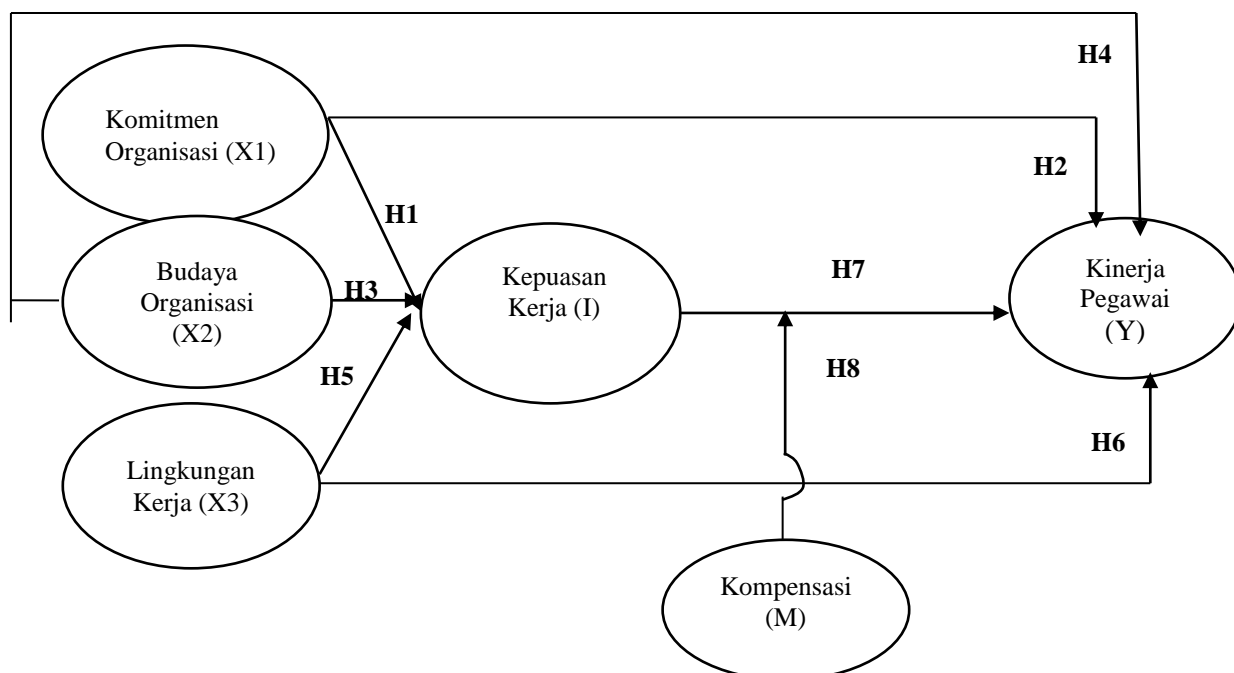 H4
Komitmen
Organisasi (X1)
H2
H1
Budaya
Organisasi
(X2)
H3
Kepuasan
Kerja (I)
H7
Kinerja
Pegawai
(Y)
H5
H8
H6
Lingkungan
Kerja (X3)
Kompensasi
(M)